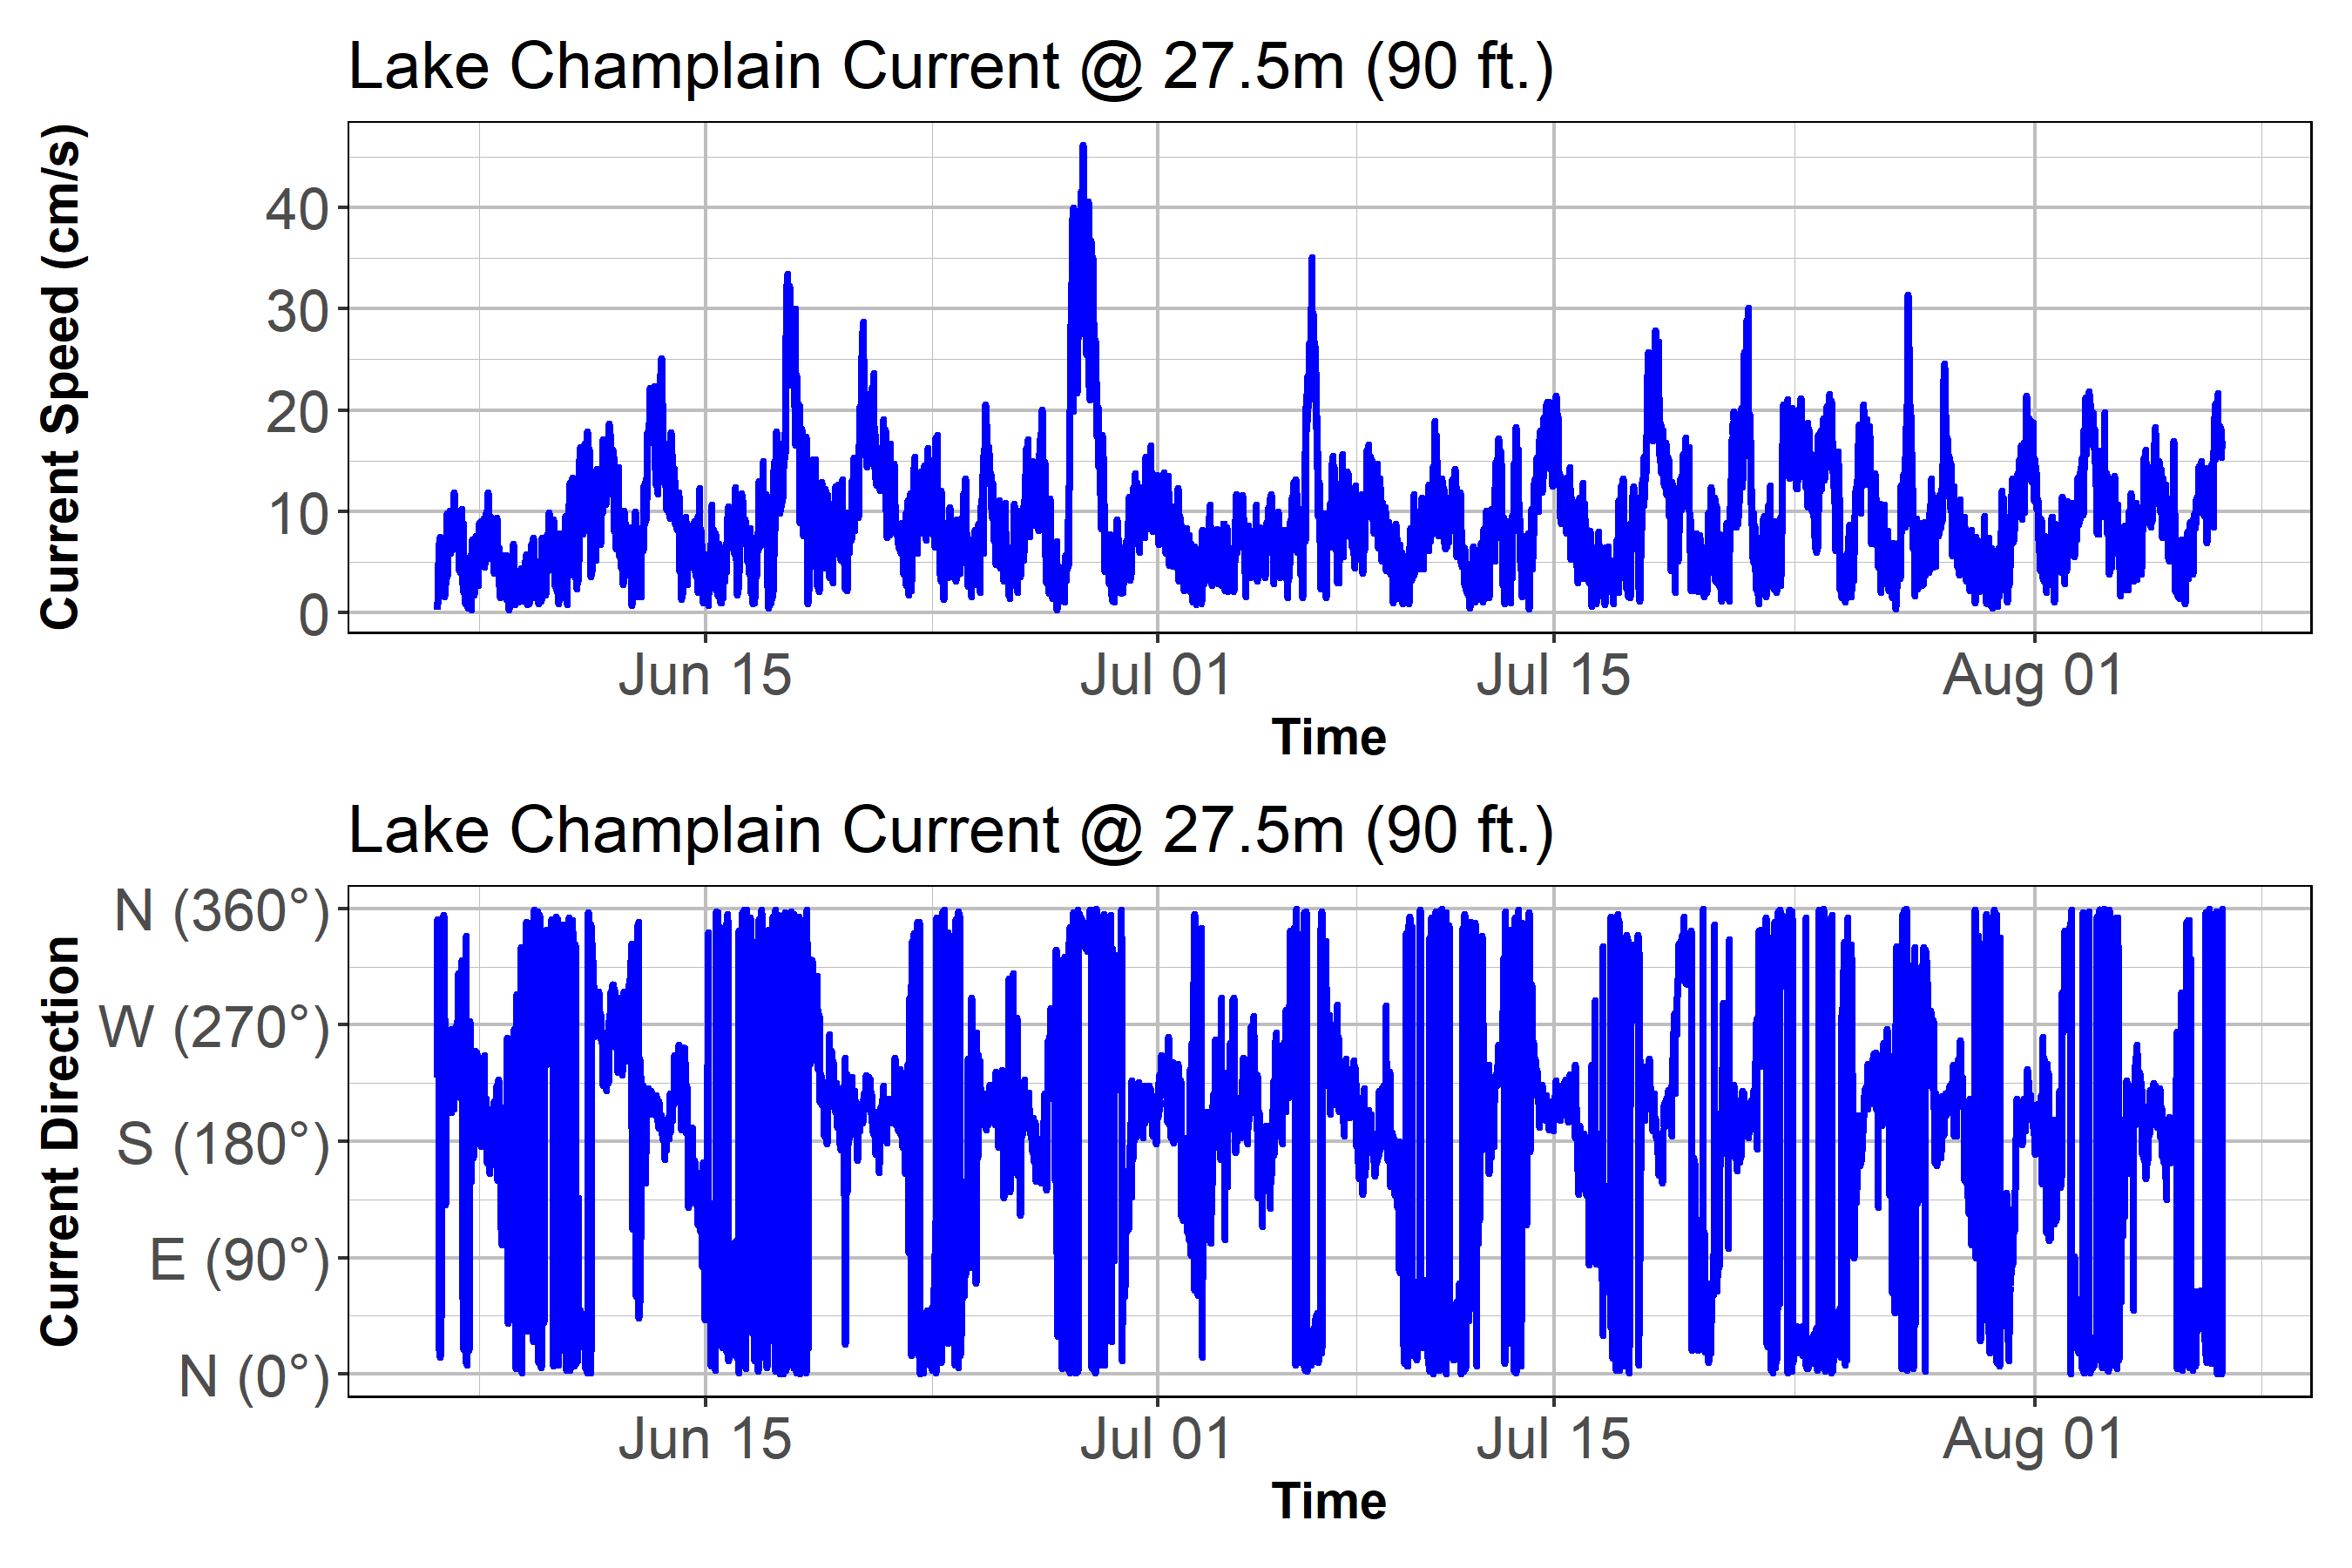 Lake Champlain Current @ 27.5m (90 ft.)
Current Speed (cm/s)
40
30
20
10
0
Jun 15 Jul 01 Jul 15 Aug 01
Time
Lake Champlain Current @ 27.5m (90 ft.)
Current Direction
N (360°)
W (270°)
S (180°)
E (90°)
N (0°)
Jun 15 Jul 01 Jul 15 Aug 01
Time